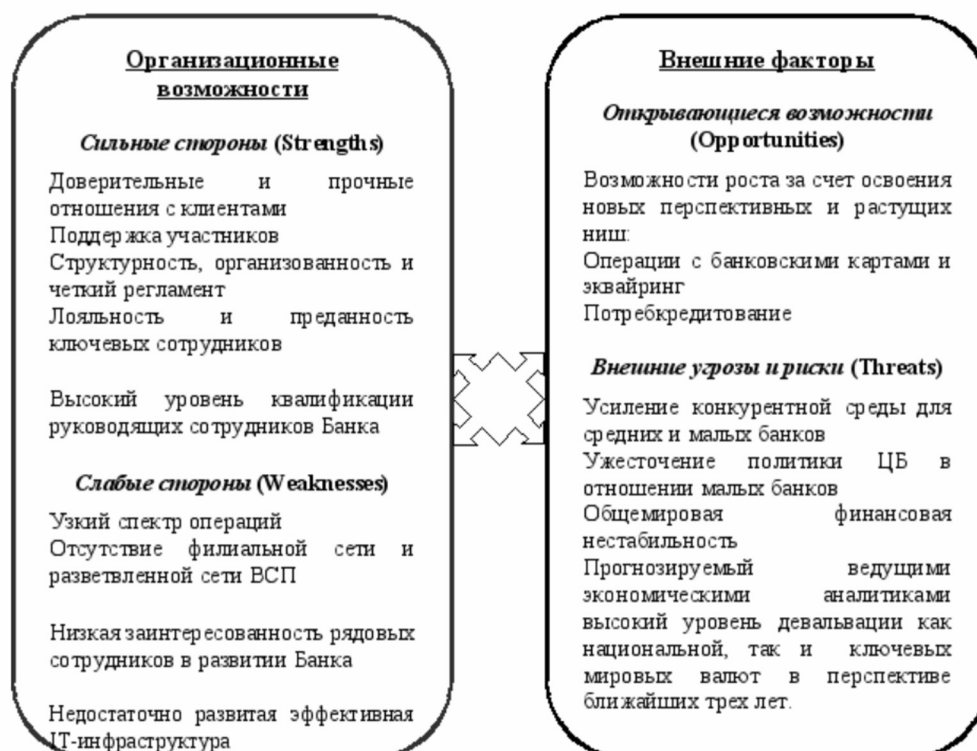 Организационные
возможности
Сильные стороны (Strengths)
Доверительные и прочные
отношения с клиентами
Поддержка участников
Структурность, организованность и
четкий регламент
Лояльность и преданность
ключевых сотрудников
Высокий уровень квалификации
руководящих сотрудников Банка
Слабые стороны (Weaknesses)
Узкий спектр операций
Отсутствие филиальной сети и
разветвленной сети ВСП
Низкая заинтересованность рядовых
сотрудников в развитии Банка
Недостаточно развитая эффективная
IT-инфраструктура
Внешние факторы
Открывающиеся возможности
(Opportunities)
Возможности роста за счет освоения
новых перспективных и растущих
ниш:
Операции с банковскими картами и
эквайринг
Потребкредитование
Внешние угрозы и риски (Threats)
Усиление конкурентной среды для
средних и малых банков
Ужесточение политики ЦБ в
отношении малых банков
Общемировая финансовая
нестабильность
Прогнозируемый ведущими
экономическими аналитиками
высокий уровень девальвации как
национальной, так и ключевых
мировых валют в перспективе
ближайших трех лет.